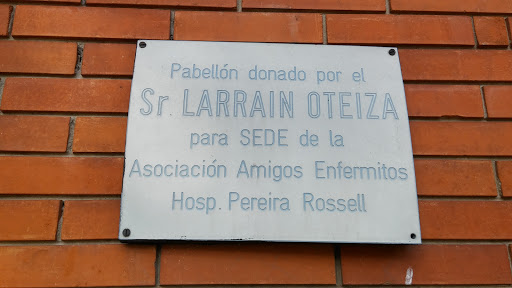 Pabellón donado por el
Sr. LARRAIN OTEIZA
para SEDE de la
Asociación Amigos Enfermitos
Hosp. Pereira Rossell